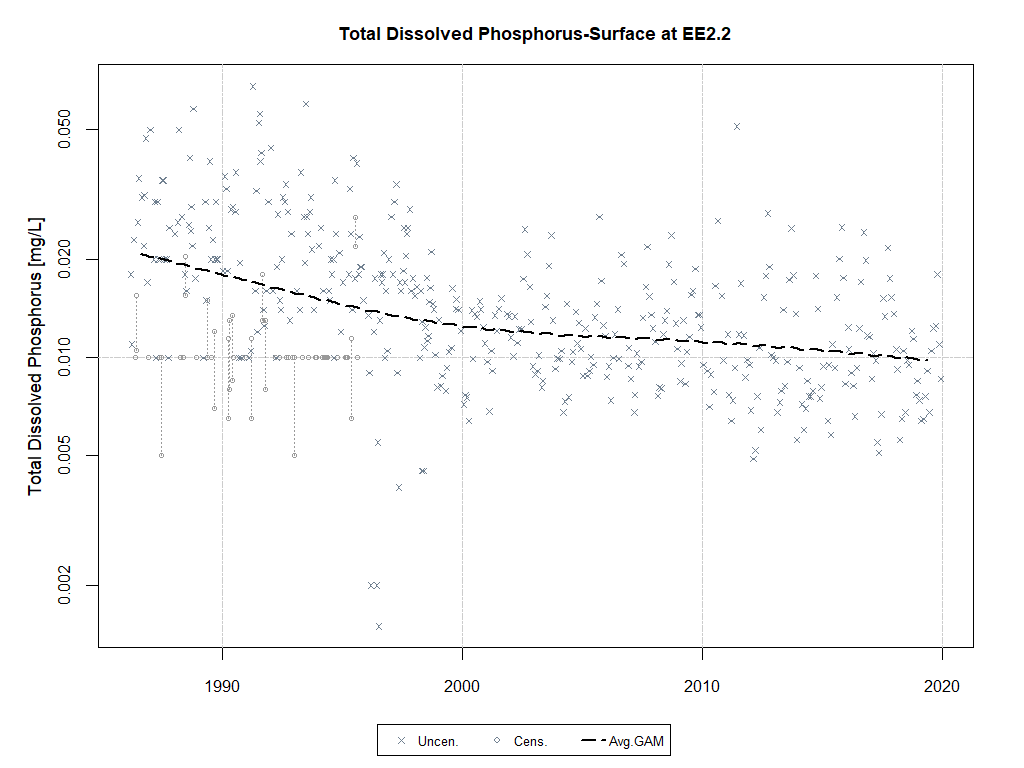 Total Dissolved Phosphorus-Surface at EE2.2
Total Dissolved Phosphorus [mg/L]
0.050
0.020
0.010
0.005
0.002
1990
2000
2010
2020
Uncen.
Cens.
Avg.GAM